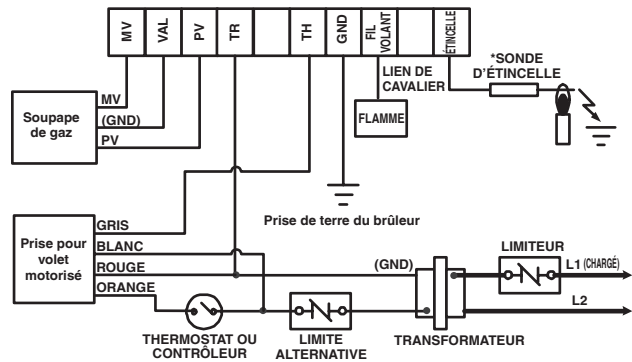 MV VAL PV TR TH GND FIL VOLANT ÉTINCELLE
LIEN DE
CAVALIER
*SONDE
D'ÉTINCELLE
Soupape
de gaz
MV
(GND)
PV
FLAMME
Prise de terre du brûleur
Prise pour
volet
motorisé
GRIS
BLANC
ROUGE
ORANGE
(GND)
LIMITEUR
L1 (CHARGÉ)
L2
THERMOSTAT OU
CONTRÔLEUR
LIMITE
ALTERNATIVE
TRANSFORMATEUR